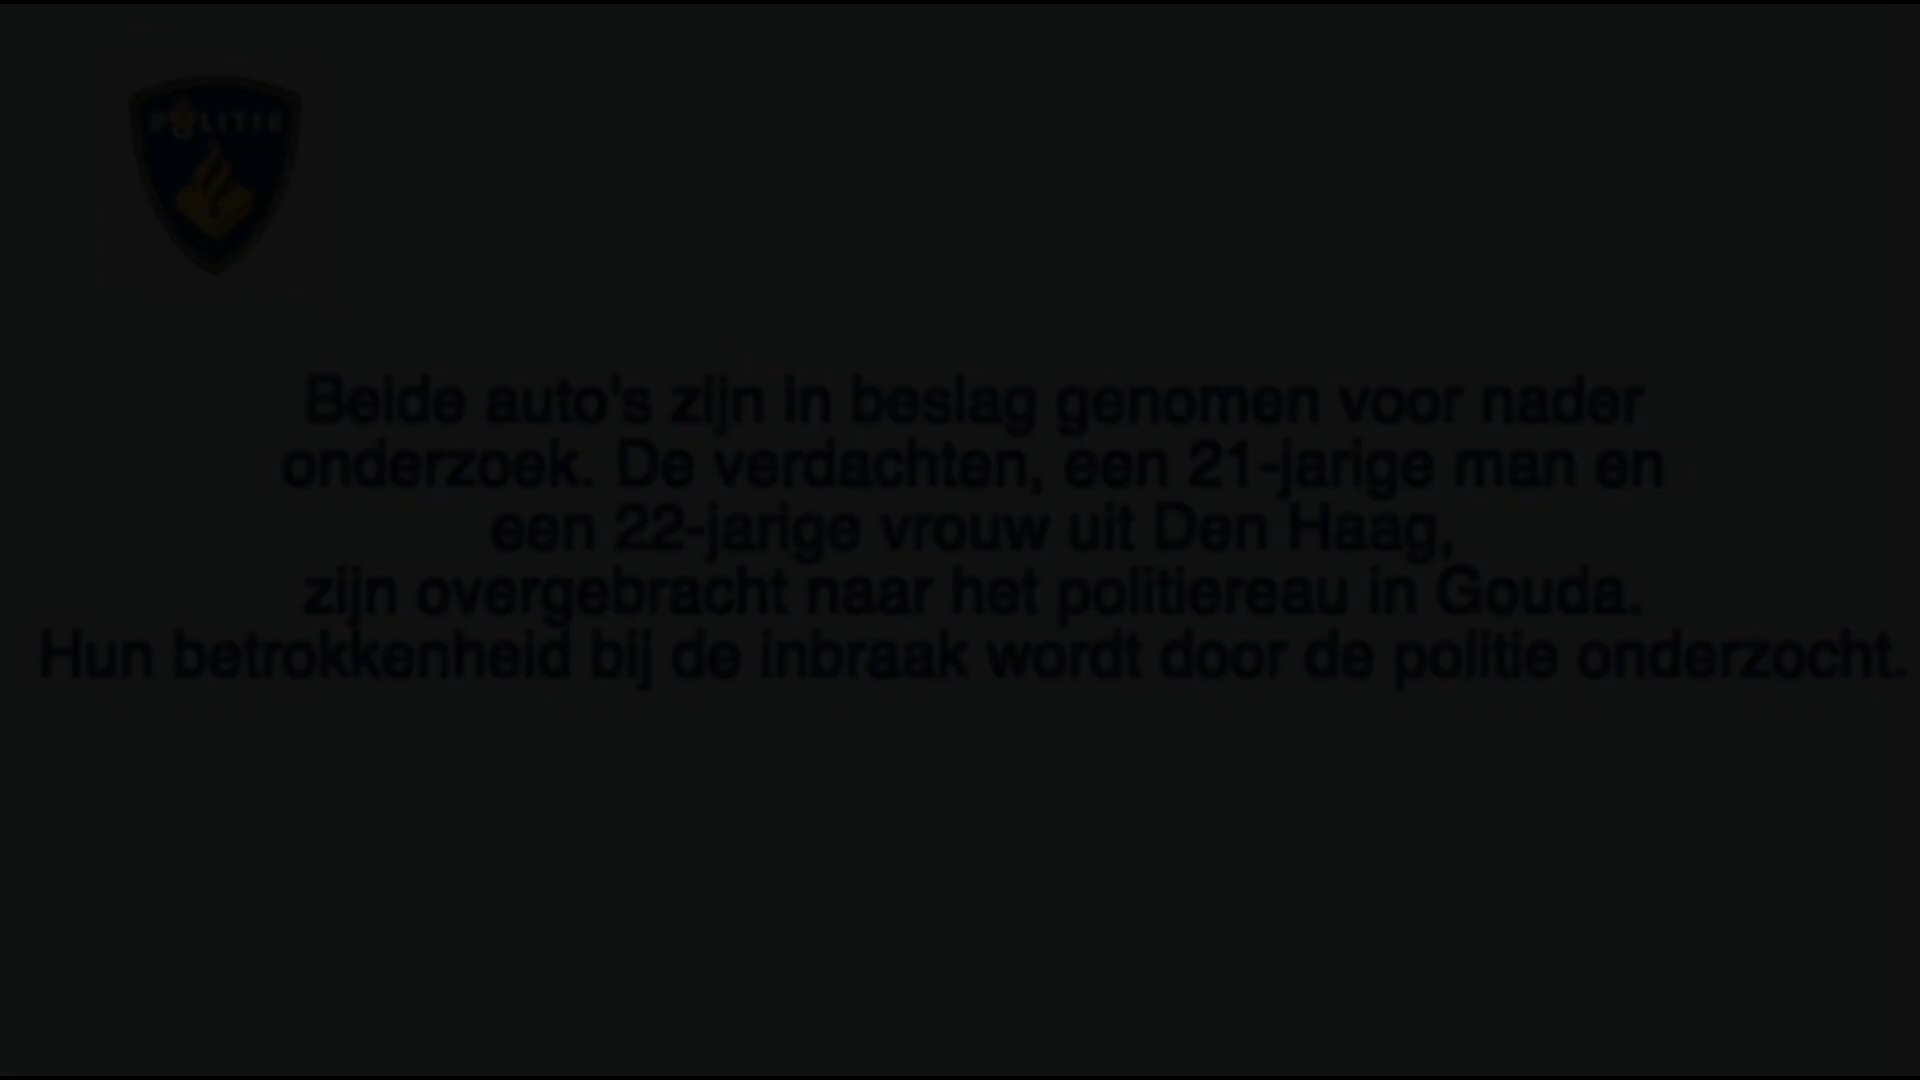 POLITIE
Beide auto's zijn in beslag genomen voor nader
onderzoek. De verdachten, een 21-jarige man en
een 22-jarige vrouw uit Den Haag,
zijn overgebracht naar het politiereau in Gouda.
Hun betrokkenheid bij de inbraak wordt door de politie onderzocht.